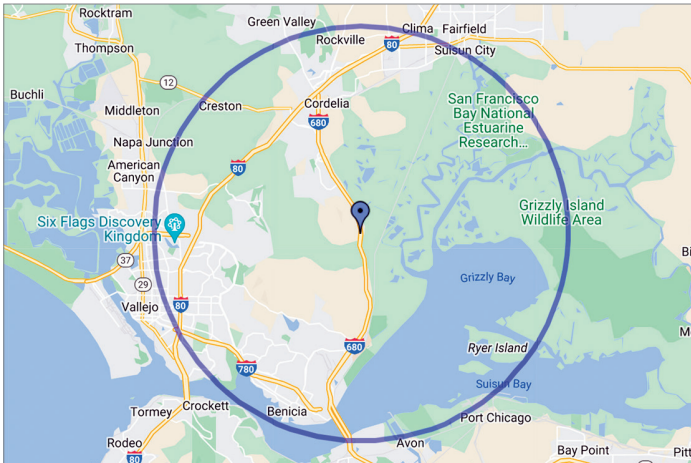 Rocktram
Green Valley
Clima
Fairfield
Rockville
80
Thompson
Suisun City
12
Buchli
San Francisco
Bay National
Estuarine
Research...
Middleton
Creston
Cordelia
680
Napa Junction
80
American
Canyon
Grizzly Island
Wildlife Area
Six Flags Discovery
Kingdom
37
Bi
29
Grizzly Bay
Vallejo
80
M
680
Ryer Island
780
Suisun Bay
Tormey
Crockett
Benicia
Port Chicago
Rodeo
Avon
Bay Point
Pitt
80